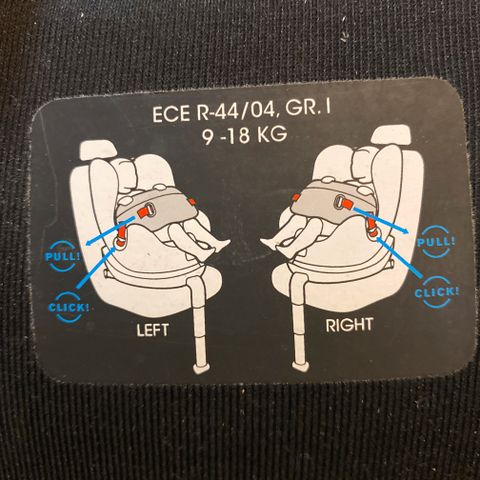 ECE R-44/04, GR. I
9 -18 KG
PULL!
CLICK!
LEFT
PULL!
CLICK!
RIGHT